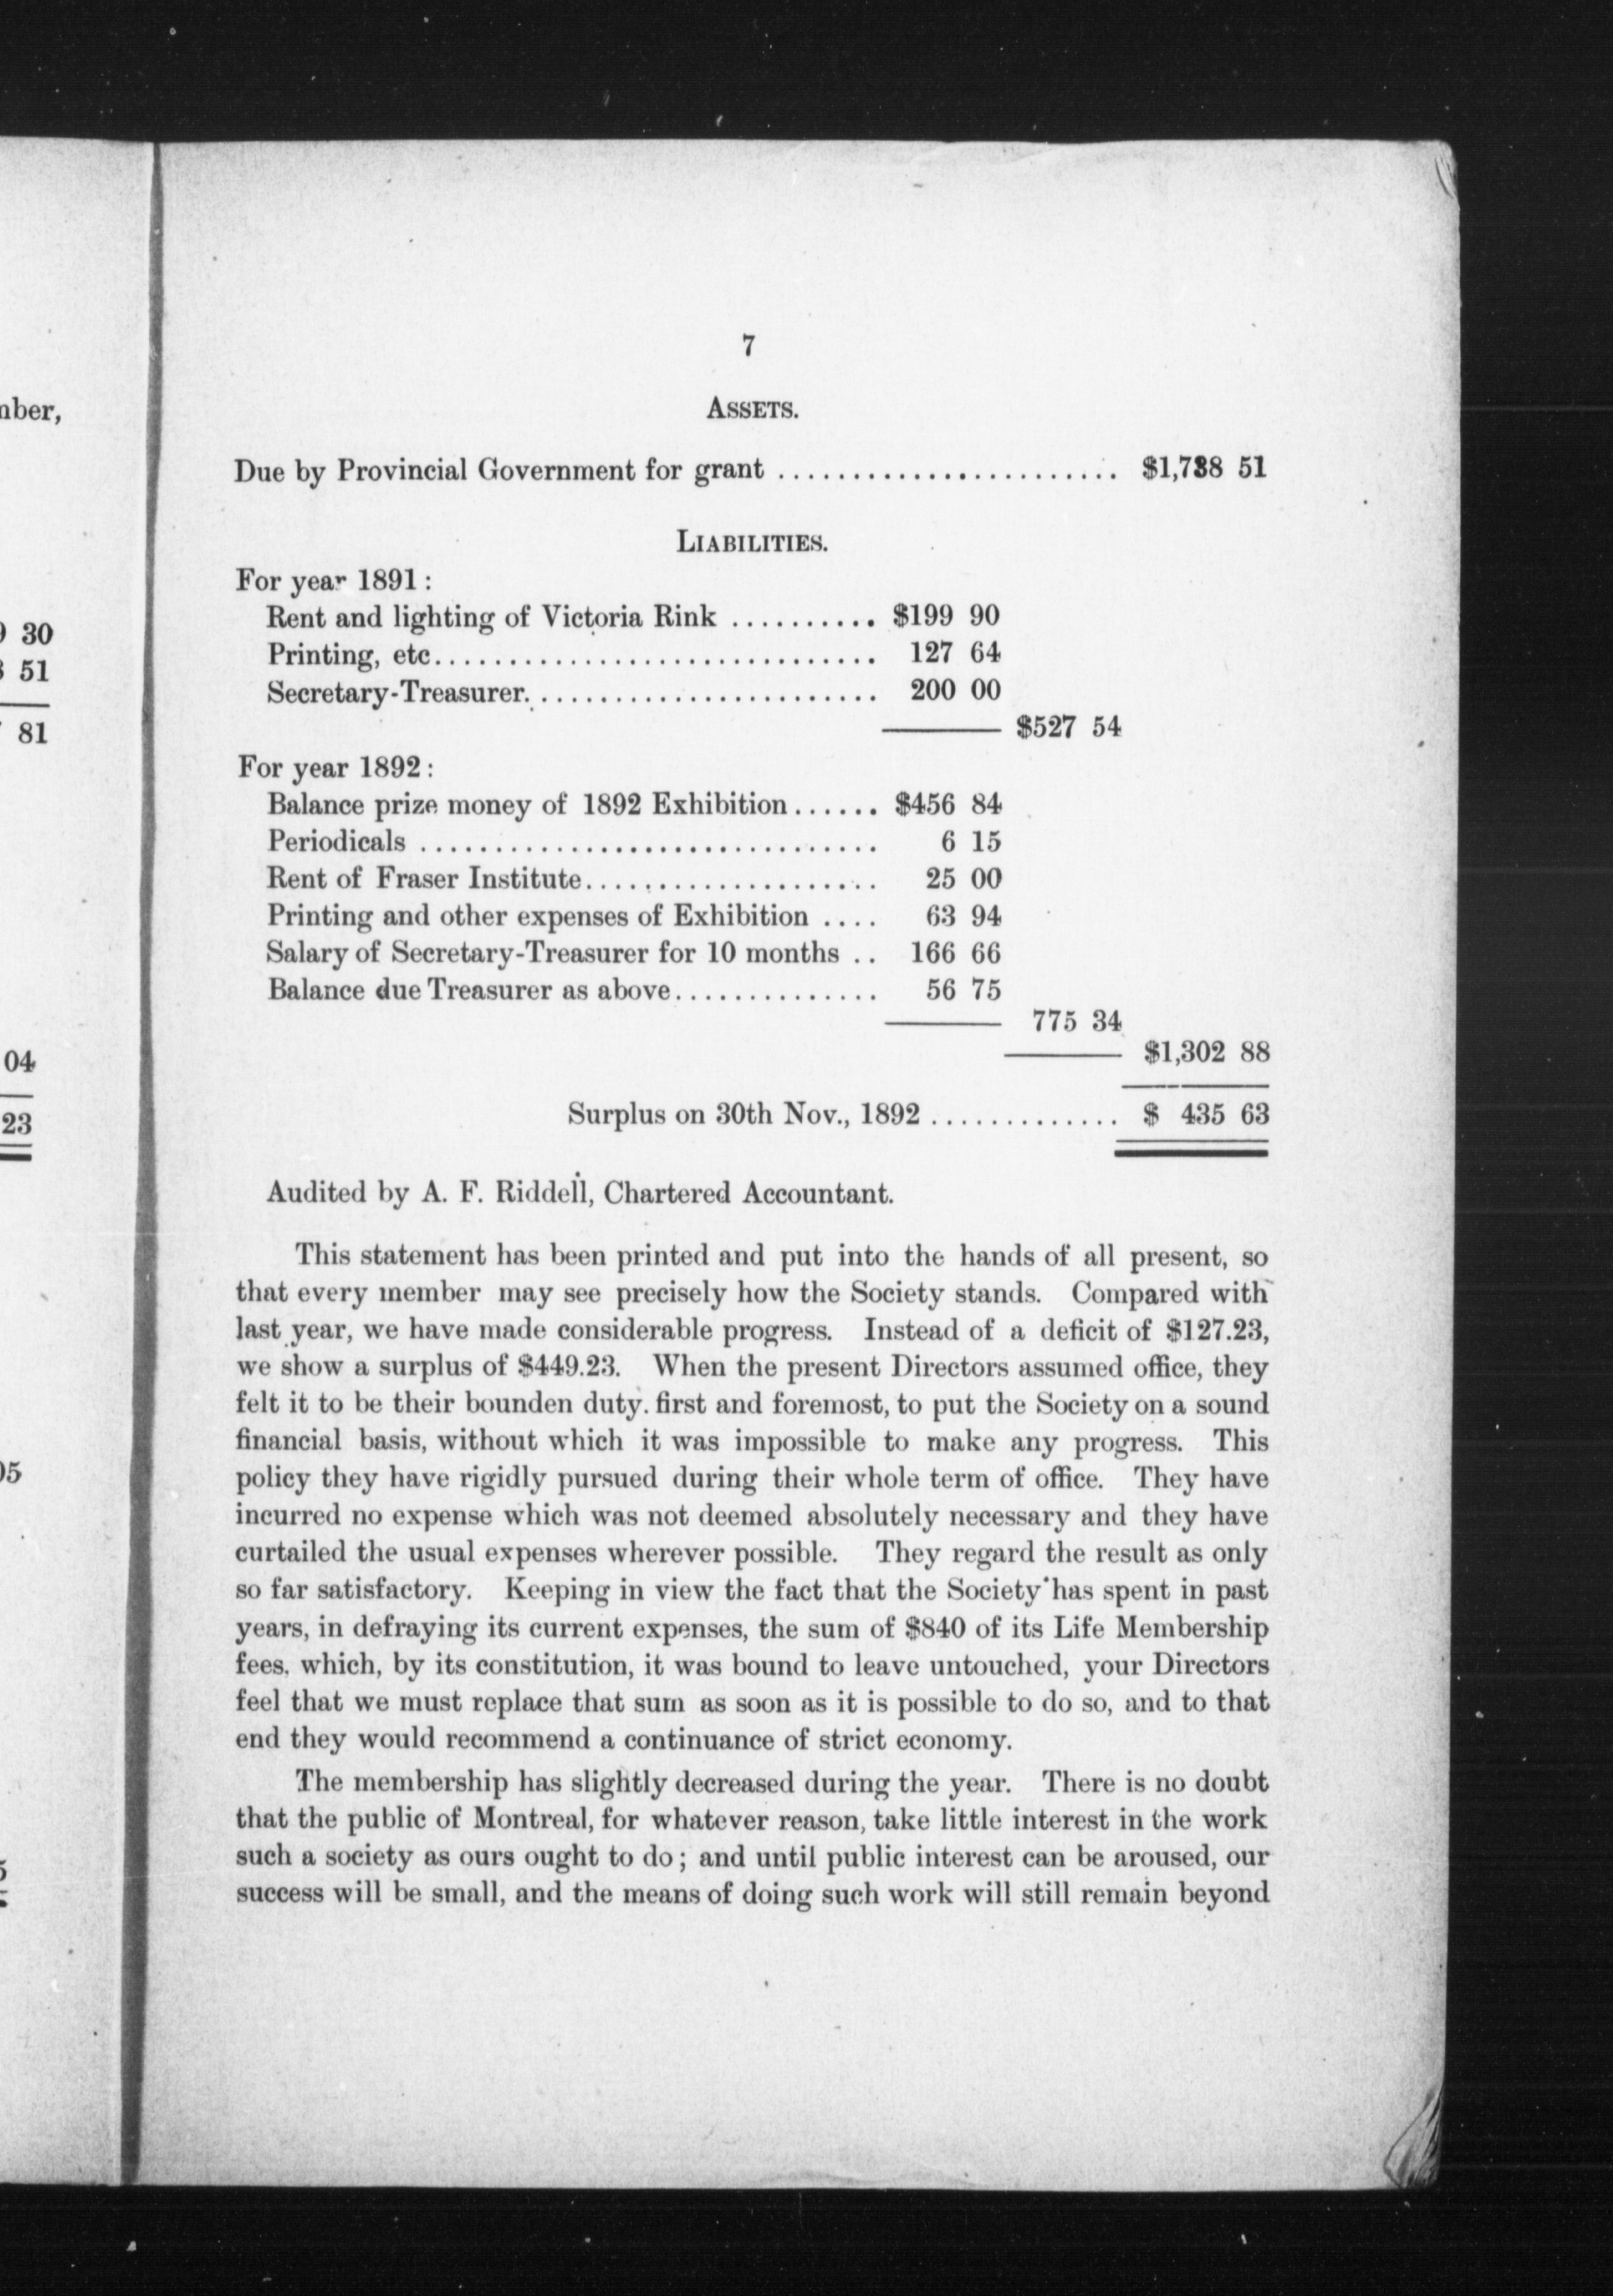 mber,
30
51
81
04
23
5
7
ASSETS.
Due by Provincial Government for grant ....................... $1,738 51
LIABILITIES.
For year 1891 :
Rent and lighting of Victoria Rink .......... $199 90
Printing, etc.............................. 127 64
Secretary-Treasurer........................ 200 00
$527 54
For year 1892 :
Balance prize money of 1892 Exhibition...... $456 84
Periodicals ............................... 6 15
Rent of Fraser Institute.................... 25 00
Printing and other expenses of Exhibition .... 63 94
Salary of Secretary-Treasurer for 10 months .. 166 66
Balance due Treasurer as above.............. 56 75
775 34
$1,302 88
Surplus on 30th Nov., 1892 ............. $ 435 63
Audited by A. F. Riddell, Chartered Accountant.
This statement has been printed and put into the hands of all present, so
that every member may see precisely how the Society stands. Compared with
last year, we have made considerable progress. Instead of a deficit of $127.23,
we show a surplus of $449.23. When the present Directors assumed office, they
felt it to be their bounden duty. first and foremost, to put the Society on a sound
financial basis, without which it was impossible to make any progress. This
policy they have rigidly pursued during their whole term of office. They have
incurred no expense which was not deemed absolutely necessary and they have
curtailed the usual expenses wherever possible. They regard the result as only
so far satisfactory. Keeping in view the fact that the Society has spent in past
years, in defraying its current expenses, the sum of $840 of its Life Membership
fees, which, by its constitution, it was bound to leave untouched, your Directors
feel that we must replace that sum as soon as it is possible to do so, and to that
end they would recommend a continuance of strict economy.
The membership has slightly decreased during the year. There is no doubt
that the public of Montreal, for whatever reason, take little interest in the work
such a society as ours ought to do ; and until public interest can be aroused, our
success will be small, and the means of doing such work will still remain beyond